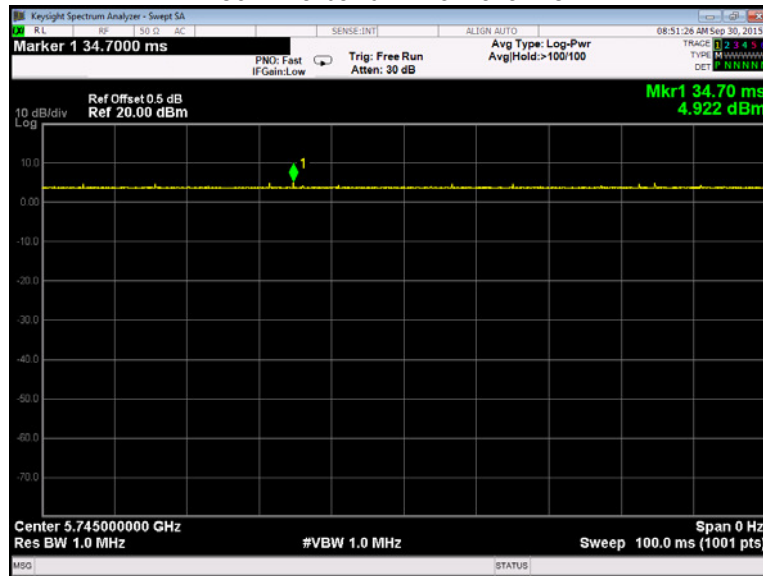 Keysight Spectrum Analyzer - Swept SA
RL RF 50 Ω AC SENSE:INT ALIGN AUTO 08:51:26 AM Sep 30, 2015
Marker 1 34.7000 ms
PNO: Fast
IFGain:Low
Trig: Free Run
Atten: 30 dB
Avg Type: Log-Pwr
Avg|Hold:>100/100
TRACE 1 2 3 4 5
TYPE M
DET P N N N N N
Ref Offset 0.5 dB
Ref 20.00 dBm
Mkr1 34.70 ms
4.922 dBm
10 dB/div
Log
10.0
1
0.00
-10.0
-20.0
-30.0
-40.0
-50.0
-60.0
-70.0
Center 5.745000000 GHz Span 0 Hz
Res BW 1.0 MHz #VBW 1.0 MHz Sweep 100.0 ms (1001 pts)
MSG STATUS